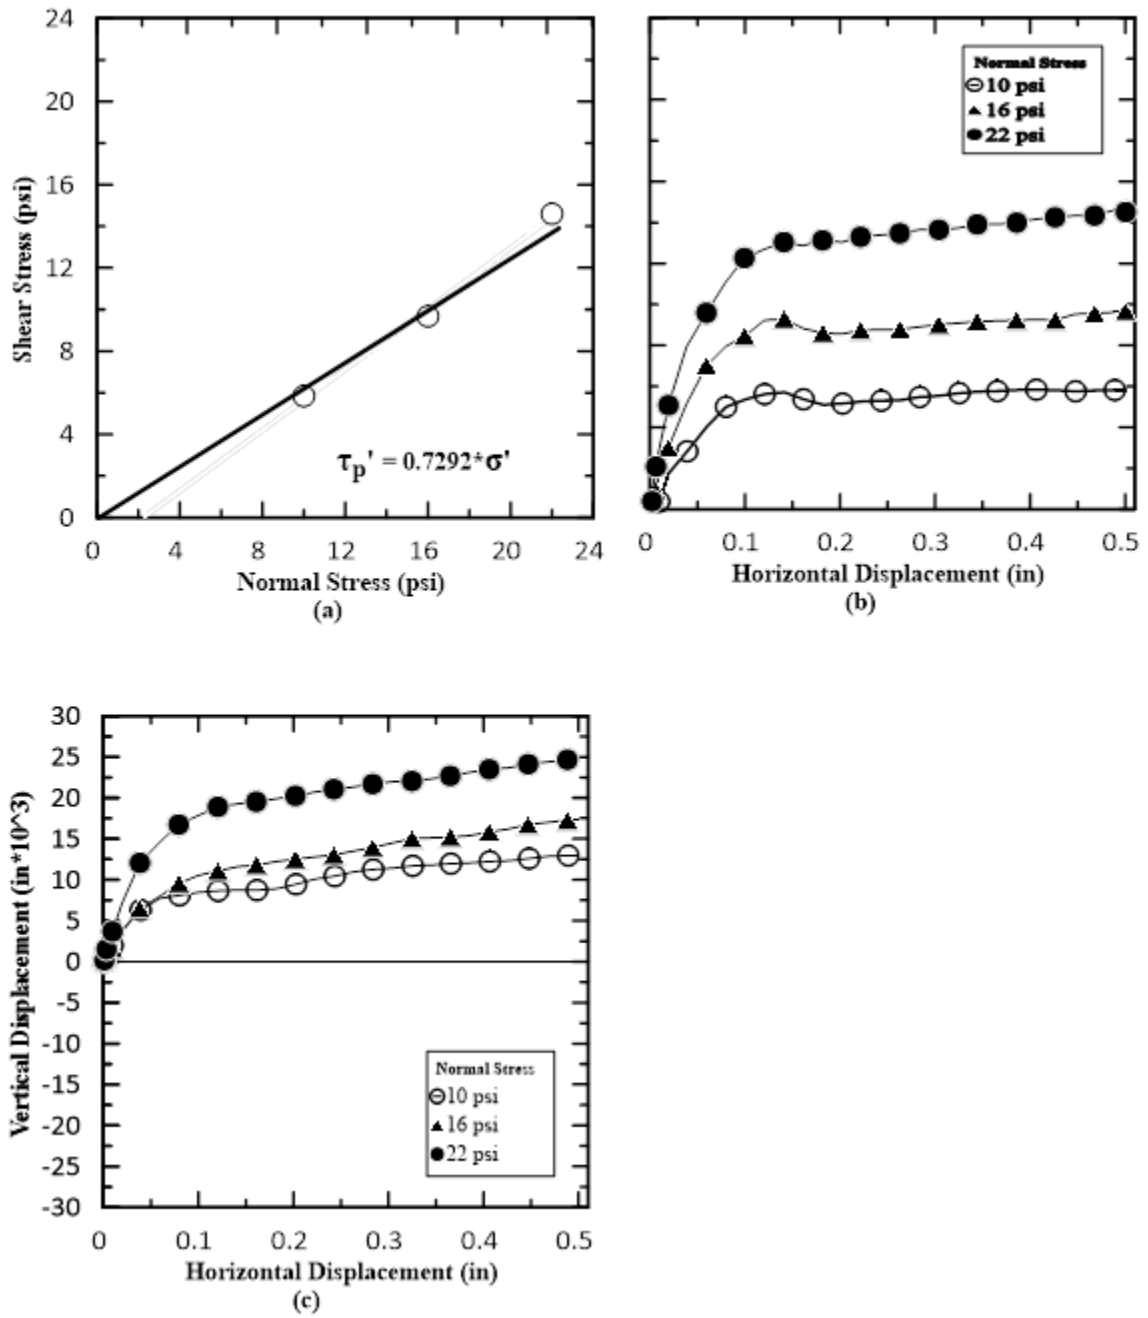 24
20
16
12
8
4
0
Shear Stress (psi)
τp' = 0.7292*σ'
0 4 8 12 16 20 24
Normal Stress (psi)
(a)
Normal Stress
10 psi
16 psi
22 psi
0 0.1 0.2 0.3 0.4 0.5
Horizontal Displacement (in)
(b)
30
25
20
15
10
5
0
-5
-10
-15
-20
-25
-30
Vertical Displacement (in*10^3)
Normal Stress
10 psi
16 psi
22 psi
0 0.1 0.2 0.3 0.4 0.5
Horizontal Displacement (in)
(c)